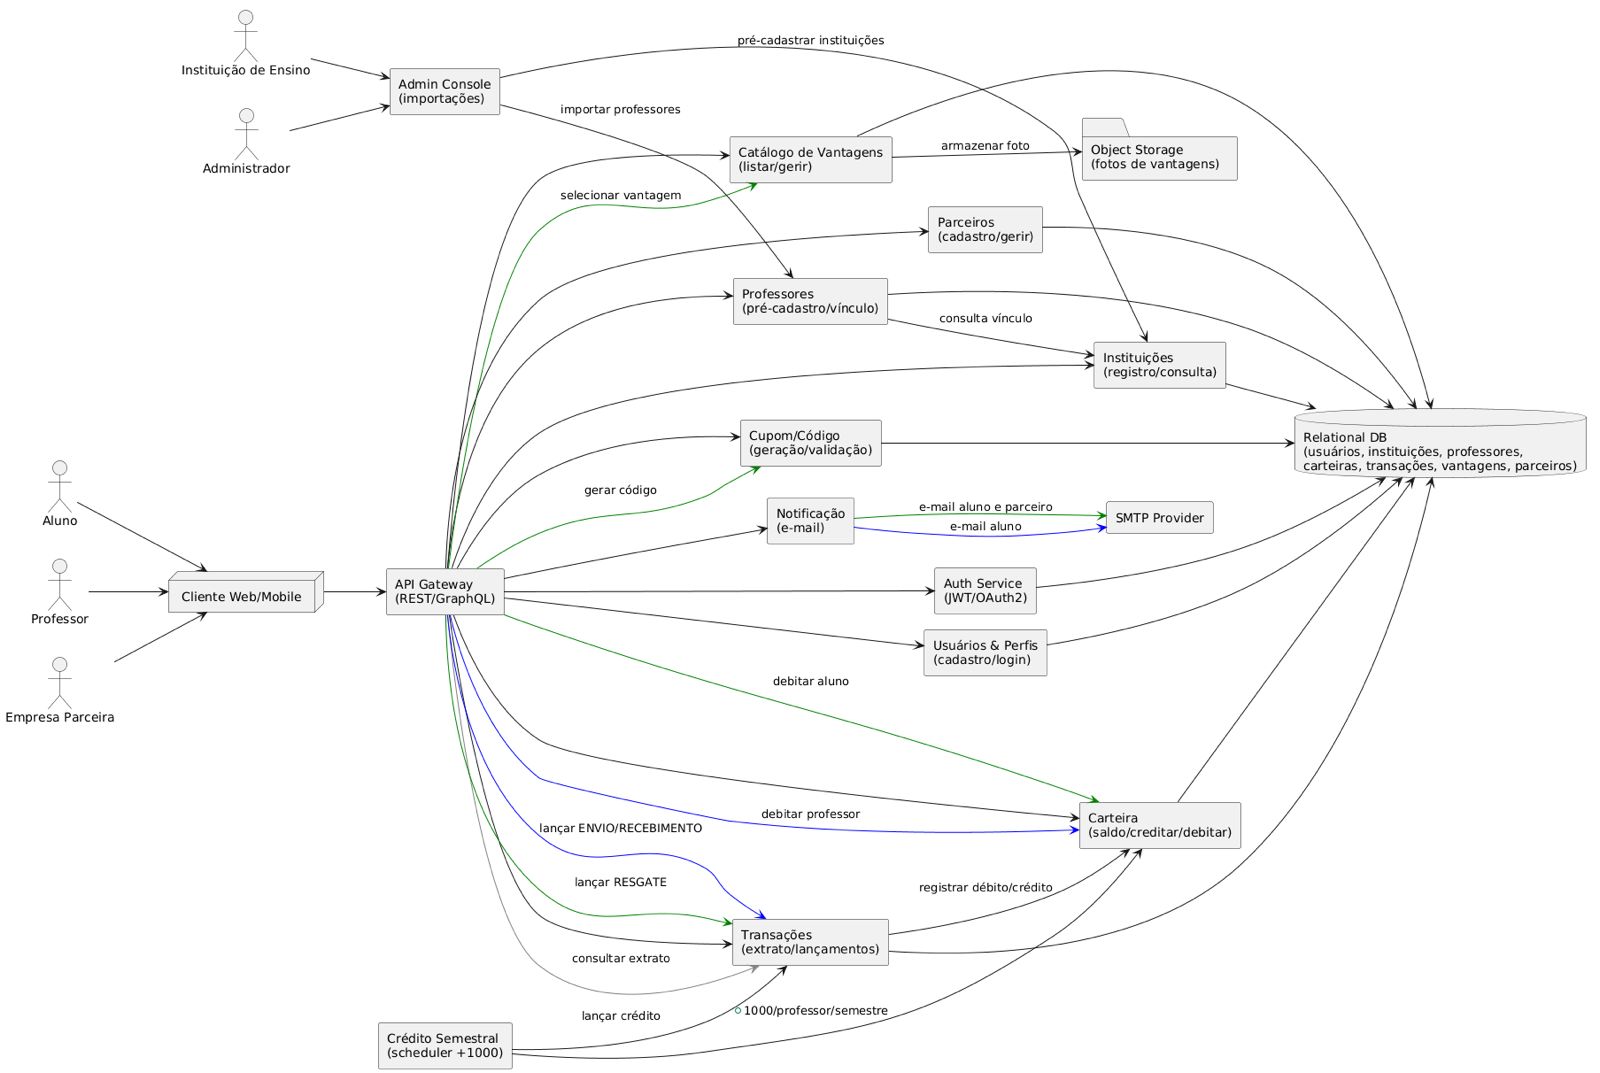 Instituição de Ensino
Administrador
Admin Console
(importações)
pré-cadastrar instituições
importar professores
Catálogo de Vantagens
(listar/gerir)
armazenar foto
Object Storage
(fotos de vantagens)
selecionar vantagem
Parceiros
(cadastro/gerir)
Professores
(pré-cadastro/vínculo)
consulta vínculo
Instituições
(registro/consulta)
Cupom/Código
(geração/validação)
gerar código
Relational DB
(usuários, instituições, professores,
carteiras, transações, vantagens, parceiros)
Notificação
(e-mail)
e-mail aluno e parceiro
e-mail aluno
SMTP Provider
Aluno
Professor
Empresa Parceira
Cliente Web/Mobile
API Gateway
(REST/GraphQL)
Auth Service
(JWT/OAuth2)
Usuários & Perfis
(cadastro/login)
debitar aluno
debitar professor
Carteira
(saldo/creditar/debitar)
lançar ENVIO/RECEBIMENTO
lançar RESGATE
registrar débito/crédito
Transações
(extrato/lançamentos)
consultar extrato
lançar crédito
1000/professor/semestre
Crédito Semestral
(scheduler +1000)